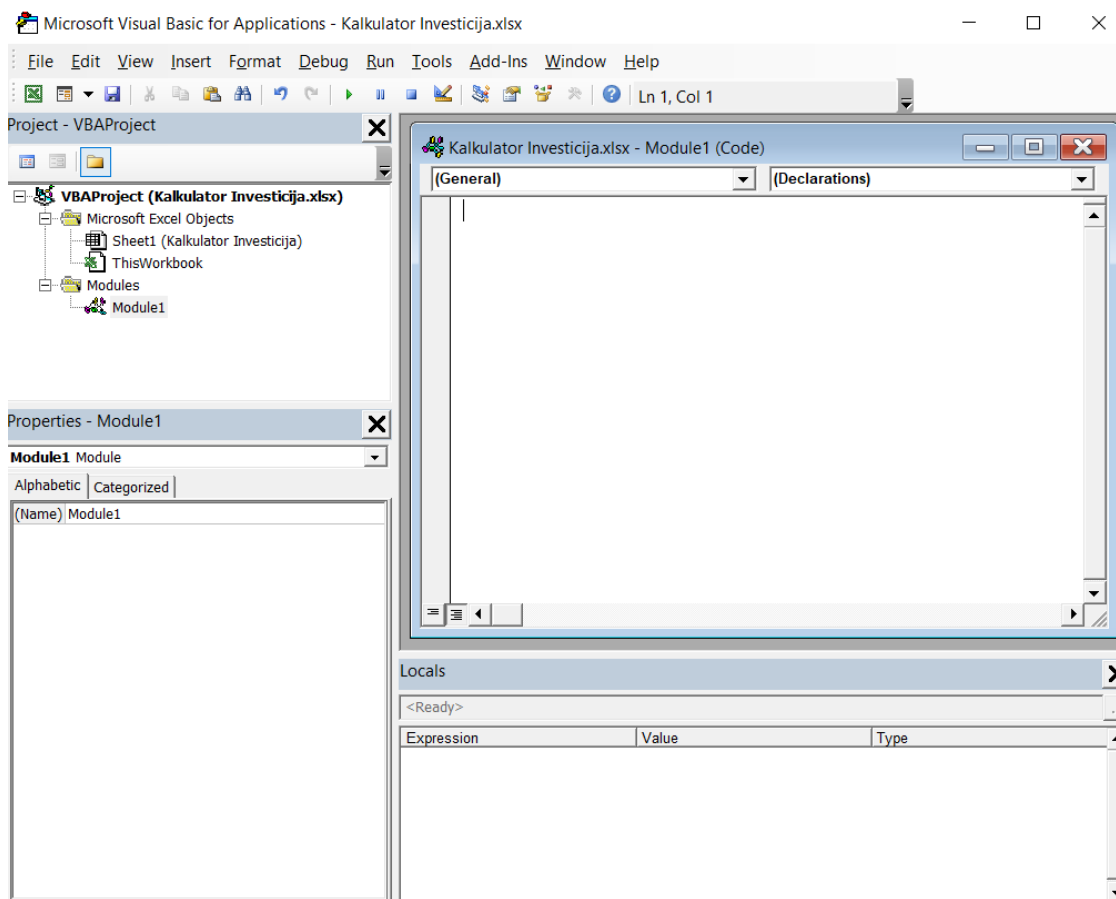 Microsoft Visual Basic for Applications - Kalkulator Investicija.xlsx
File Edit View Insert Format Debug Run Tools Add-Ins Window Help
Ln 1, Col 1
Project - VBAProject
VBAProject (Kalkulator Investicija.xlsx)
Microsoft Excel Objects
Sheet1 (Kalkulator Investicija)
ThisWorkbook
Modules
Module1
Properties - Module1
Module1 Module
Alphabetic Categorized
(Name) Module1
Kalkulator Investicija.xlsx - Module1 (Code)
(General) (Declarations)
Locals
<Ready>
Expression Value Type